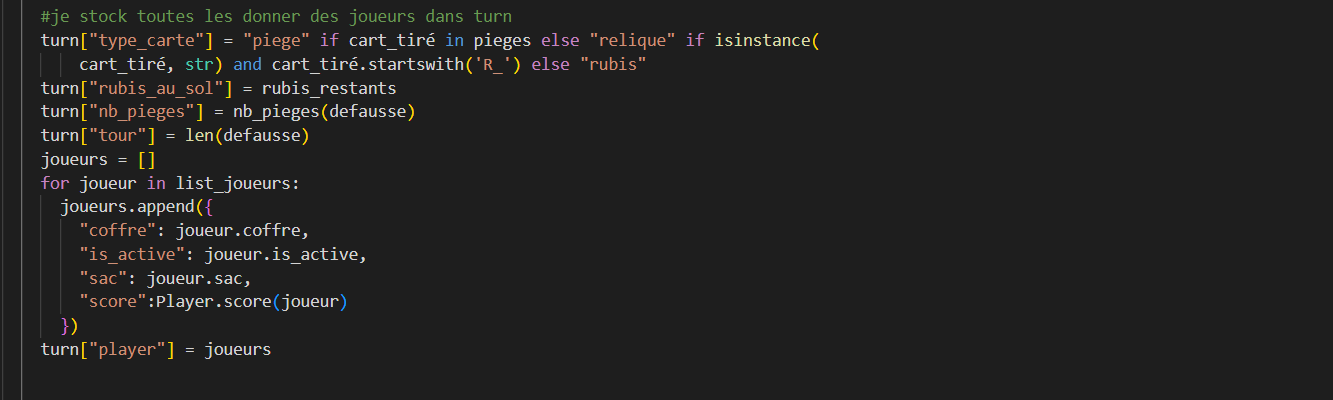 #je stock toutes les donner des joueurs dans turn
turn["type_carte"] = "piege" if cart_tiré in pieges else "relique" if isinstance(
cart_tiré, str) and cart_tiré.startswith('R_') else "rubis"
turn["rubis_au_sol"] = rubis_restants
turn["nb_pieges"] = nb_pieges(defausse)
turn["tour"] = len(defausse)
joueurs = []
for joueur in list_joueurs:
joueurs.append({
"coffre": joueur.coffre,
"is_active": joueur.is_active,
"sac": joueur.sac,
"score":Player.score(joueur)
})
turn["player"] = joueurs